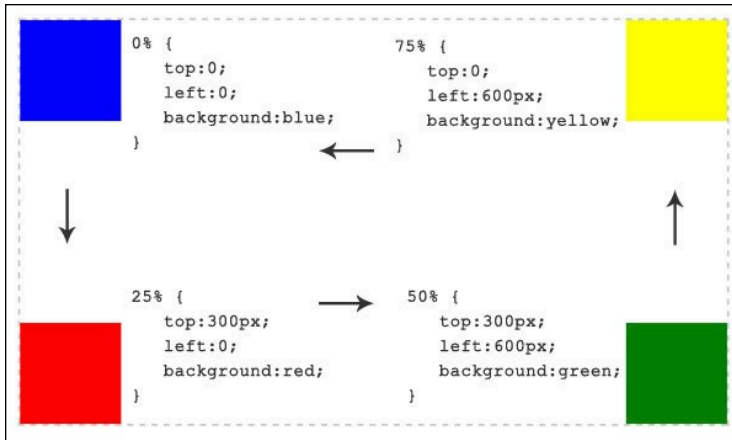 0% {
top:0;
left:0;
background:blue;
}
75% {
top:0;
left:600px;
background:yellow;
}
25% {
top:300px;
left:0;
background:red;
}
50% {
top:300px;
left:600px;
background:green;
}